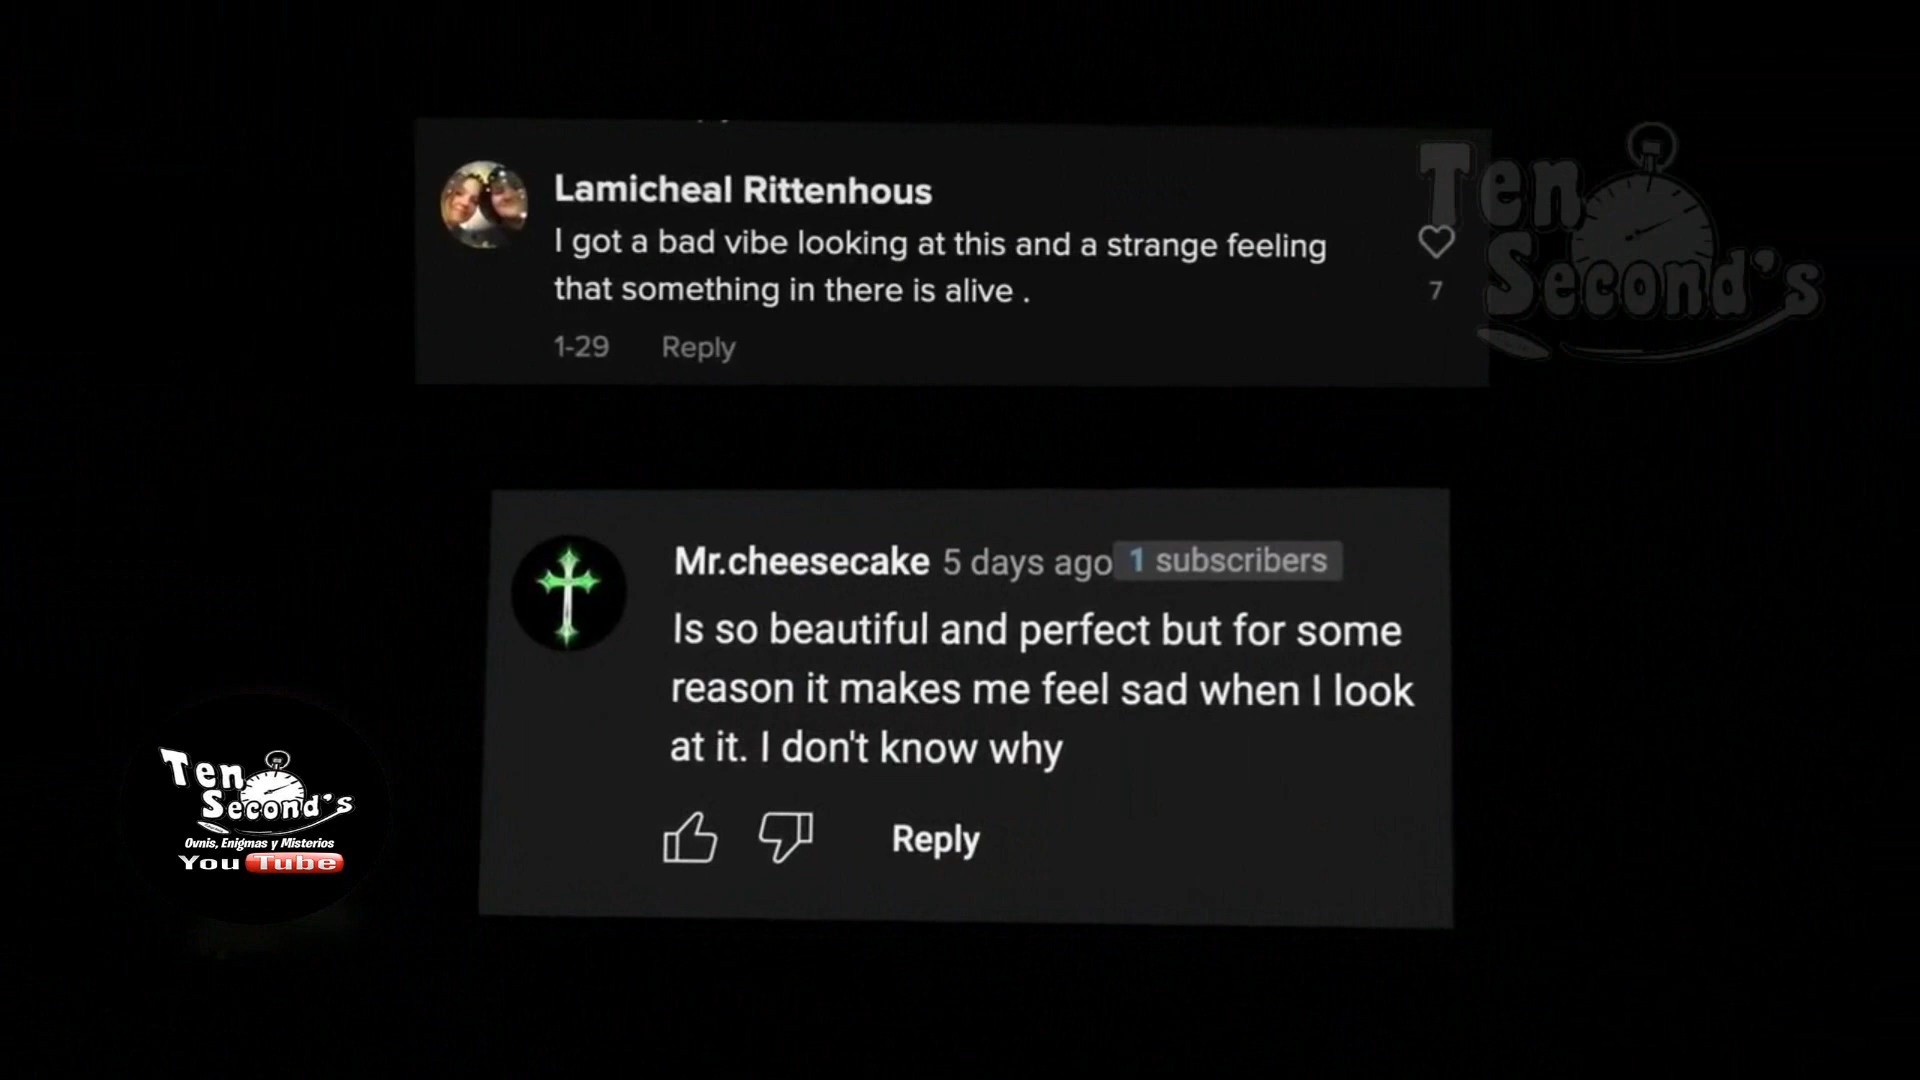 Lamicheal Rittenhous
I got a bad vibe looking at this and a strange feeling
that something in there is alive .
7
1-29 Reply
Ten
Second's
Mr.cheesecake 5 days ago 1 subscribers
Is so beautiful and perfect but for some
reason it makes me feel sad when I look
at it. I don't know why
Reply
Ten
Second's
Ovnis, Enigmas y Misterios
YouTube